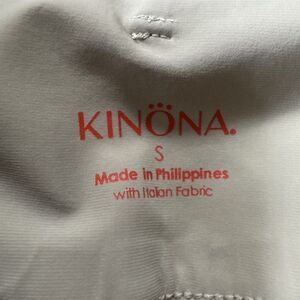 KINÖNA.
S
Made in Philippines
with Italian Fabric